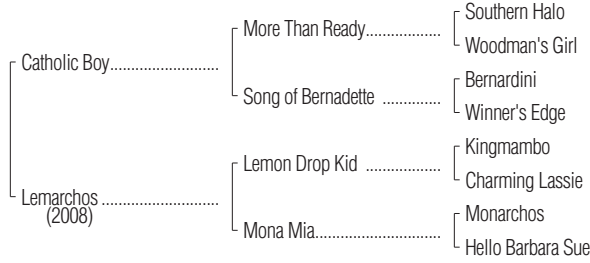 Southern Halo
More Than Ready..................
Woodman's Girl
Catholic Boy..........................
Bernardini
Song of Bernadette ..............
Winner's Edge
Kingmambo
Lemon Drop Kid ..................
Charming Lassie
Lemarchos ............................
(2008)
Monarchos
Mona Mia..............................
Hello Barbara Sue